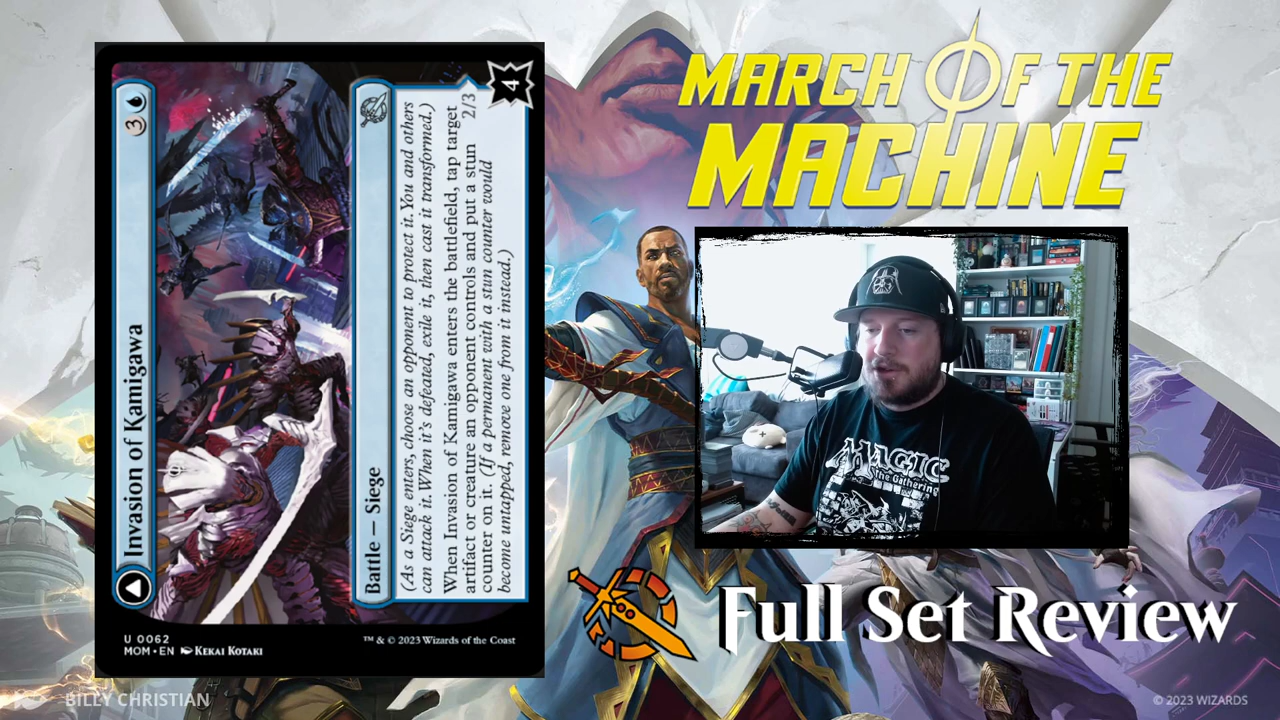 Invasion of Kamigawa 3
Battle — Siege
(As a Siege enters, choose an opponent to protect it. You and others
can attack it. When it's defeated, exile it, then cast it transformed.)
When Invasion of Kamigawa enters the battlefield, tap target
artifact or creature an opponent controls and put a stun
counter on it. (If a permanent with a stun counter would
become untapped, remove one from it instead.)
2/3
4
U 0062
MOM • EN KEKAI KOTAKI
™ & © 2023 Wizards of the Coast
MARCH OF THE
MACHINE
MAGIC
The Gathering
Full Set Review
BILLY CHRISTIAN
© 2023 WIZARDS